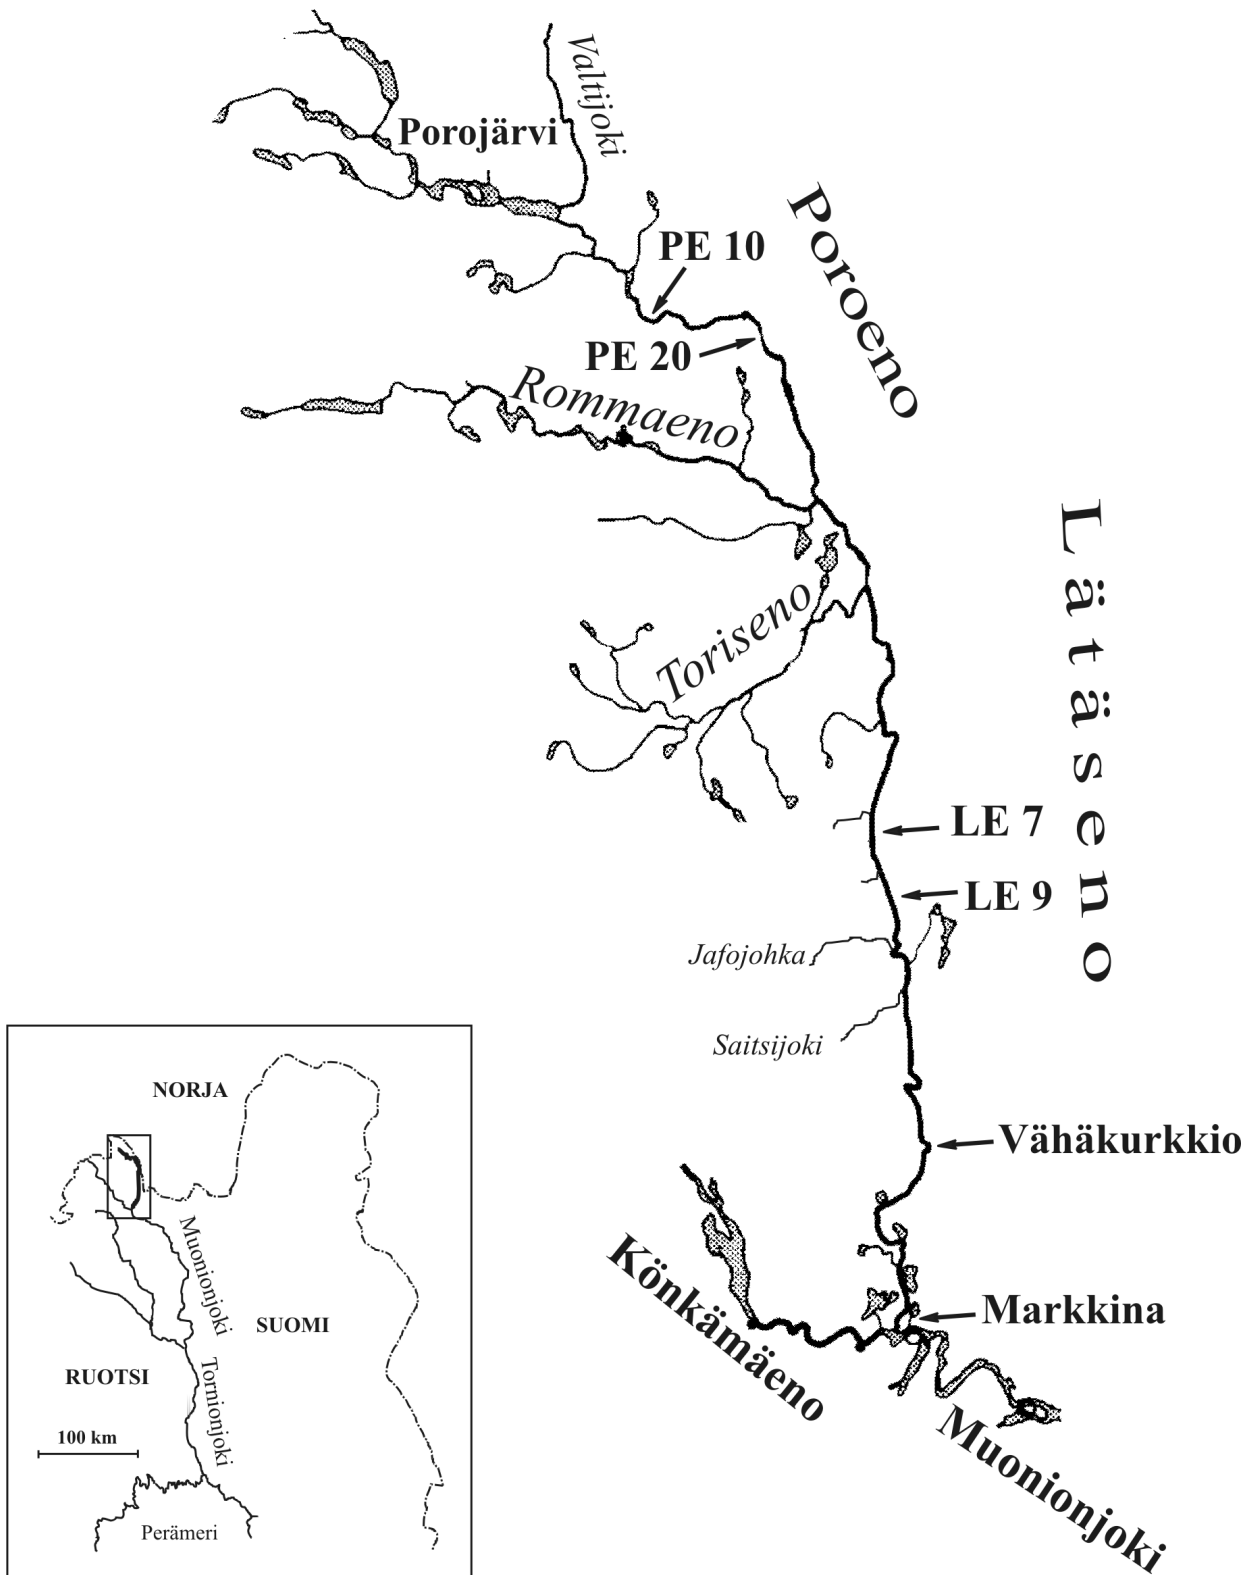 Valtijoki
Porojärvi
Poroeno
PE 10
PE 20
Rommaeno
Lätäseno
Toriseno
LE 7
LE 9
Jafojohka
Saitsijoki
Vähäkurkkio
Könkämäeno
Markkina
Muonionjoki
NORJA
Muonionjoki
SUOMI
RUOTSI
Tornionjoki
100 km
Perämeri